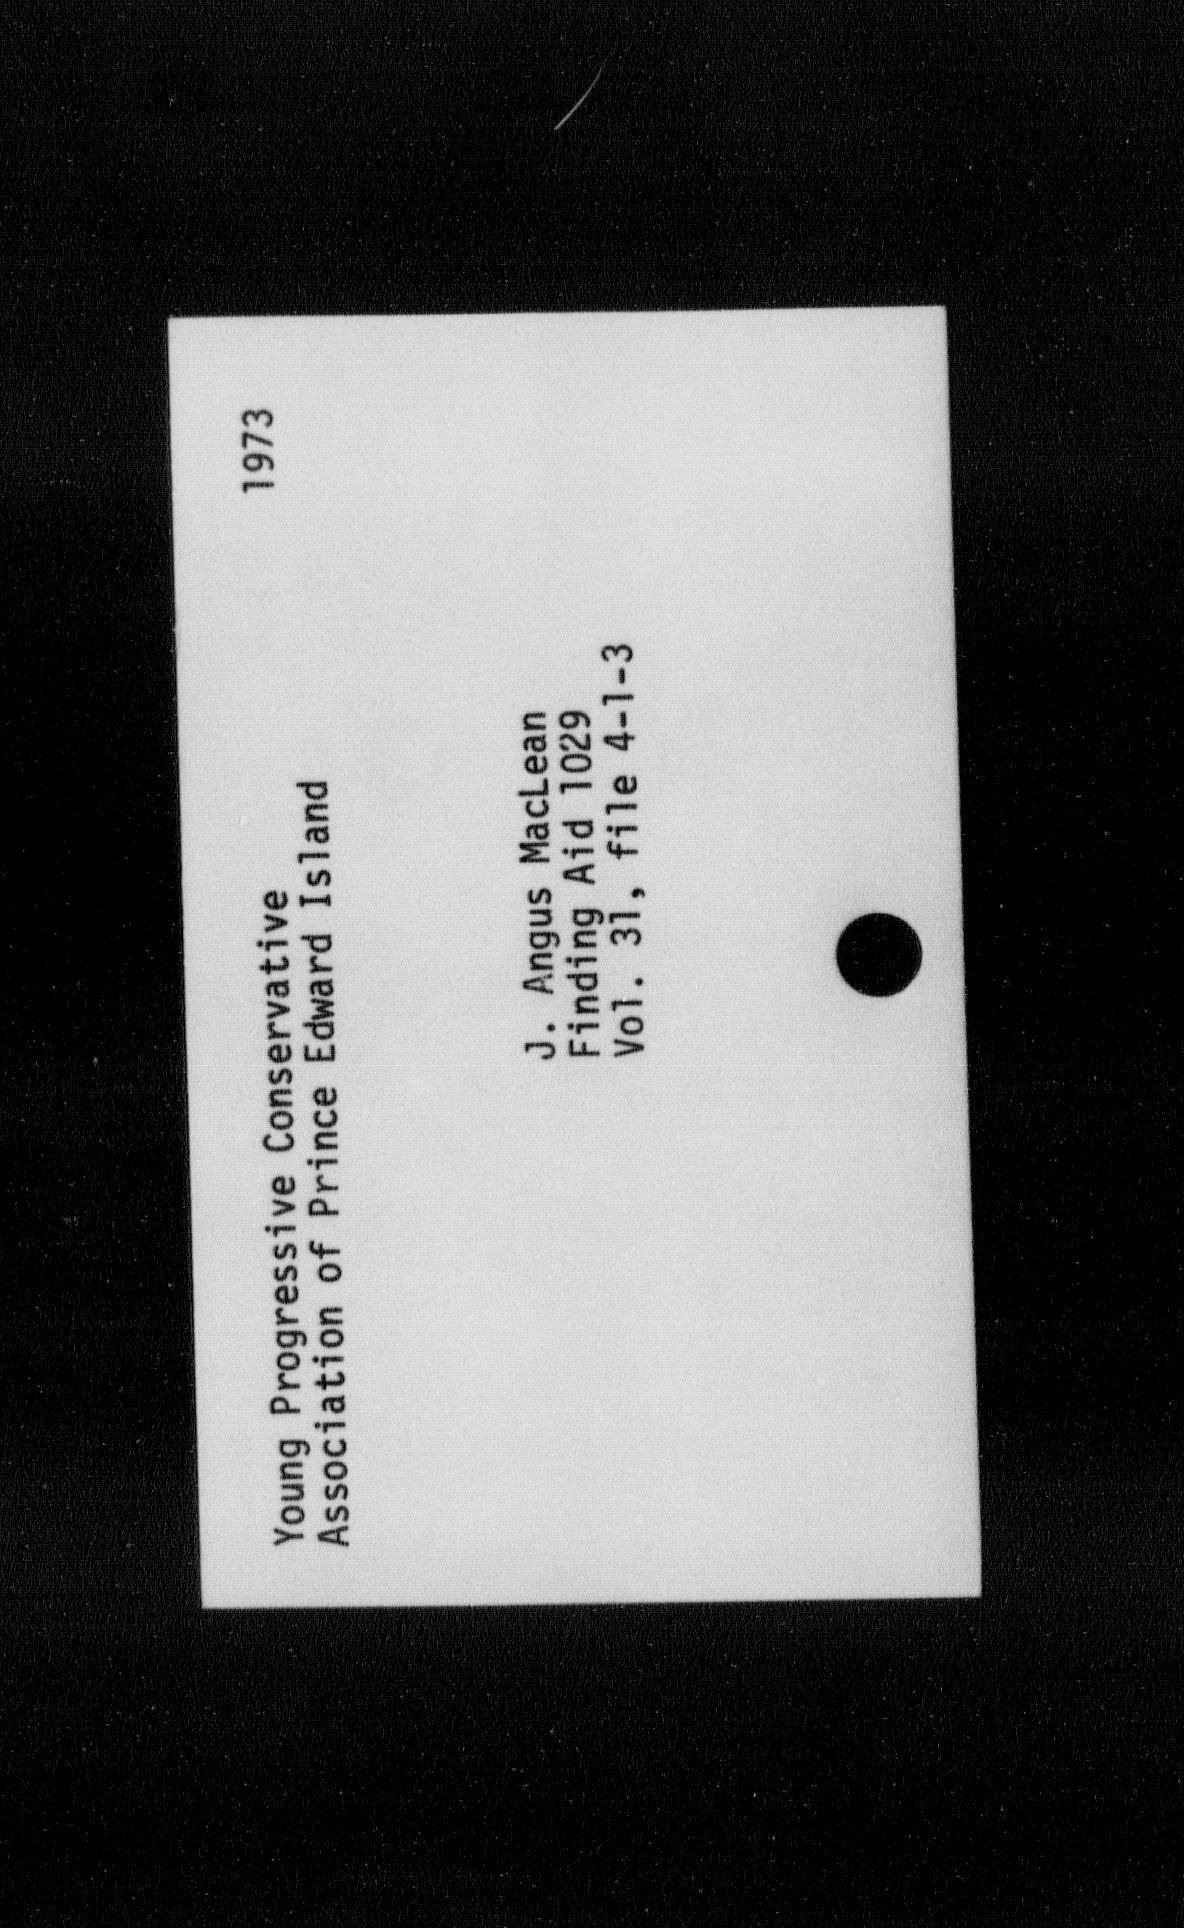 Young Progressive Conservative 1973
Association of Prince Edward Island
J. Angus MacLean
Finding Aid 1029
Vol. 31, file 4-1-3